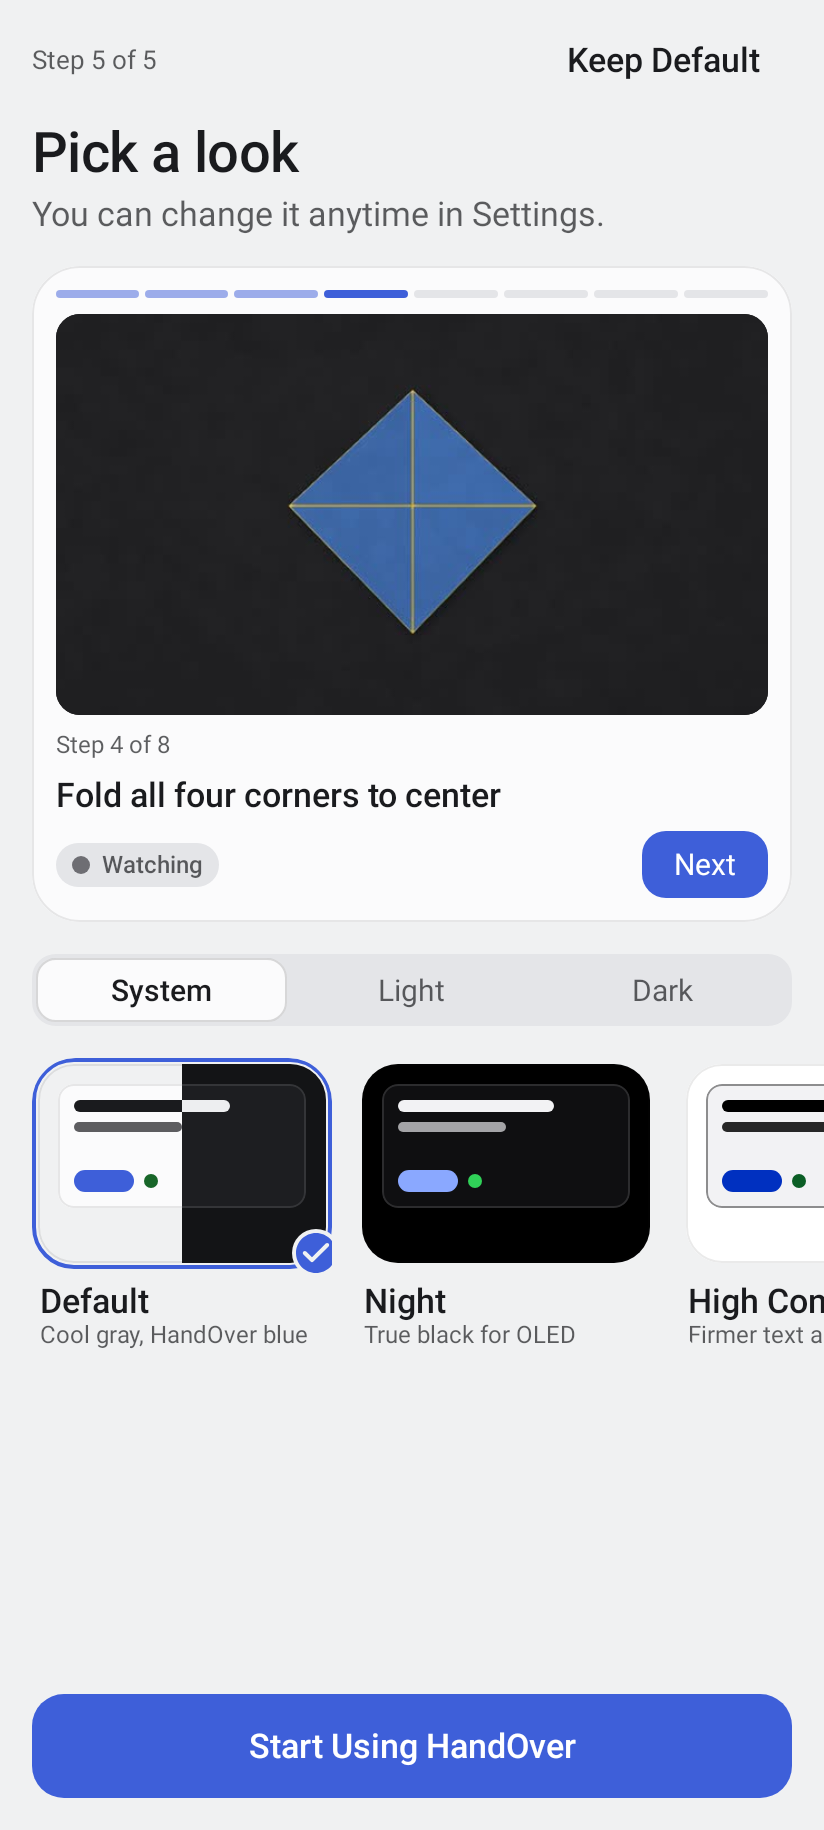 Step 5 of 5
Keep Default
Pick a look
You can change it anytime in Settings.
Step 4 of 8
Fold all four corners to center
Watching
Next
System
Light
Dark
Default
Cool gray, HandOver blue
Night
True black for OLED
High Con
Firmer text a
Start Using HandOver